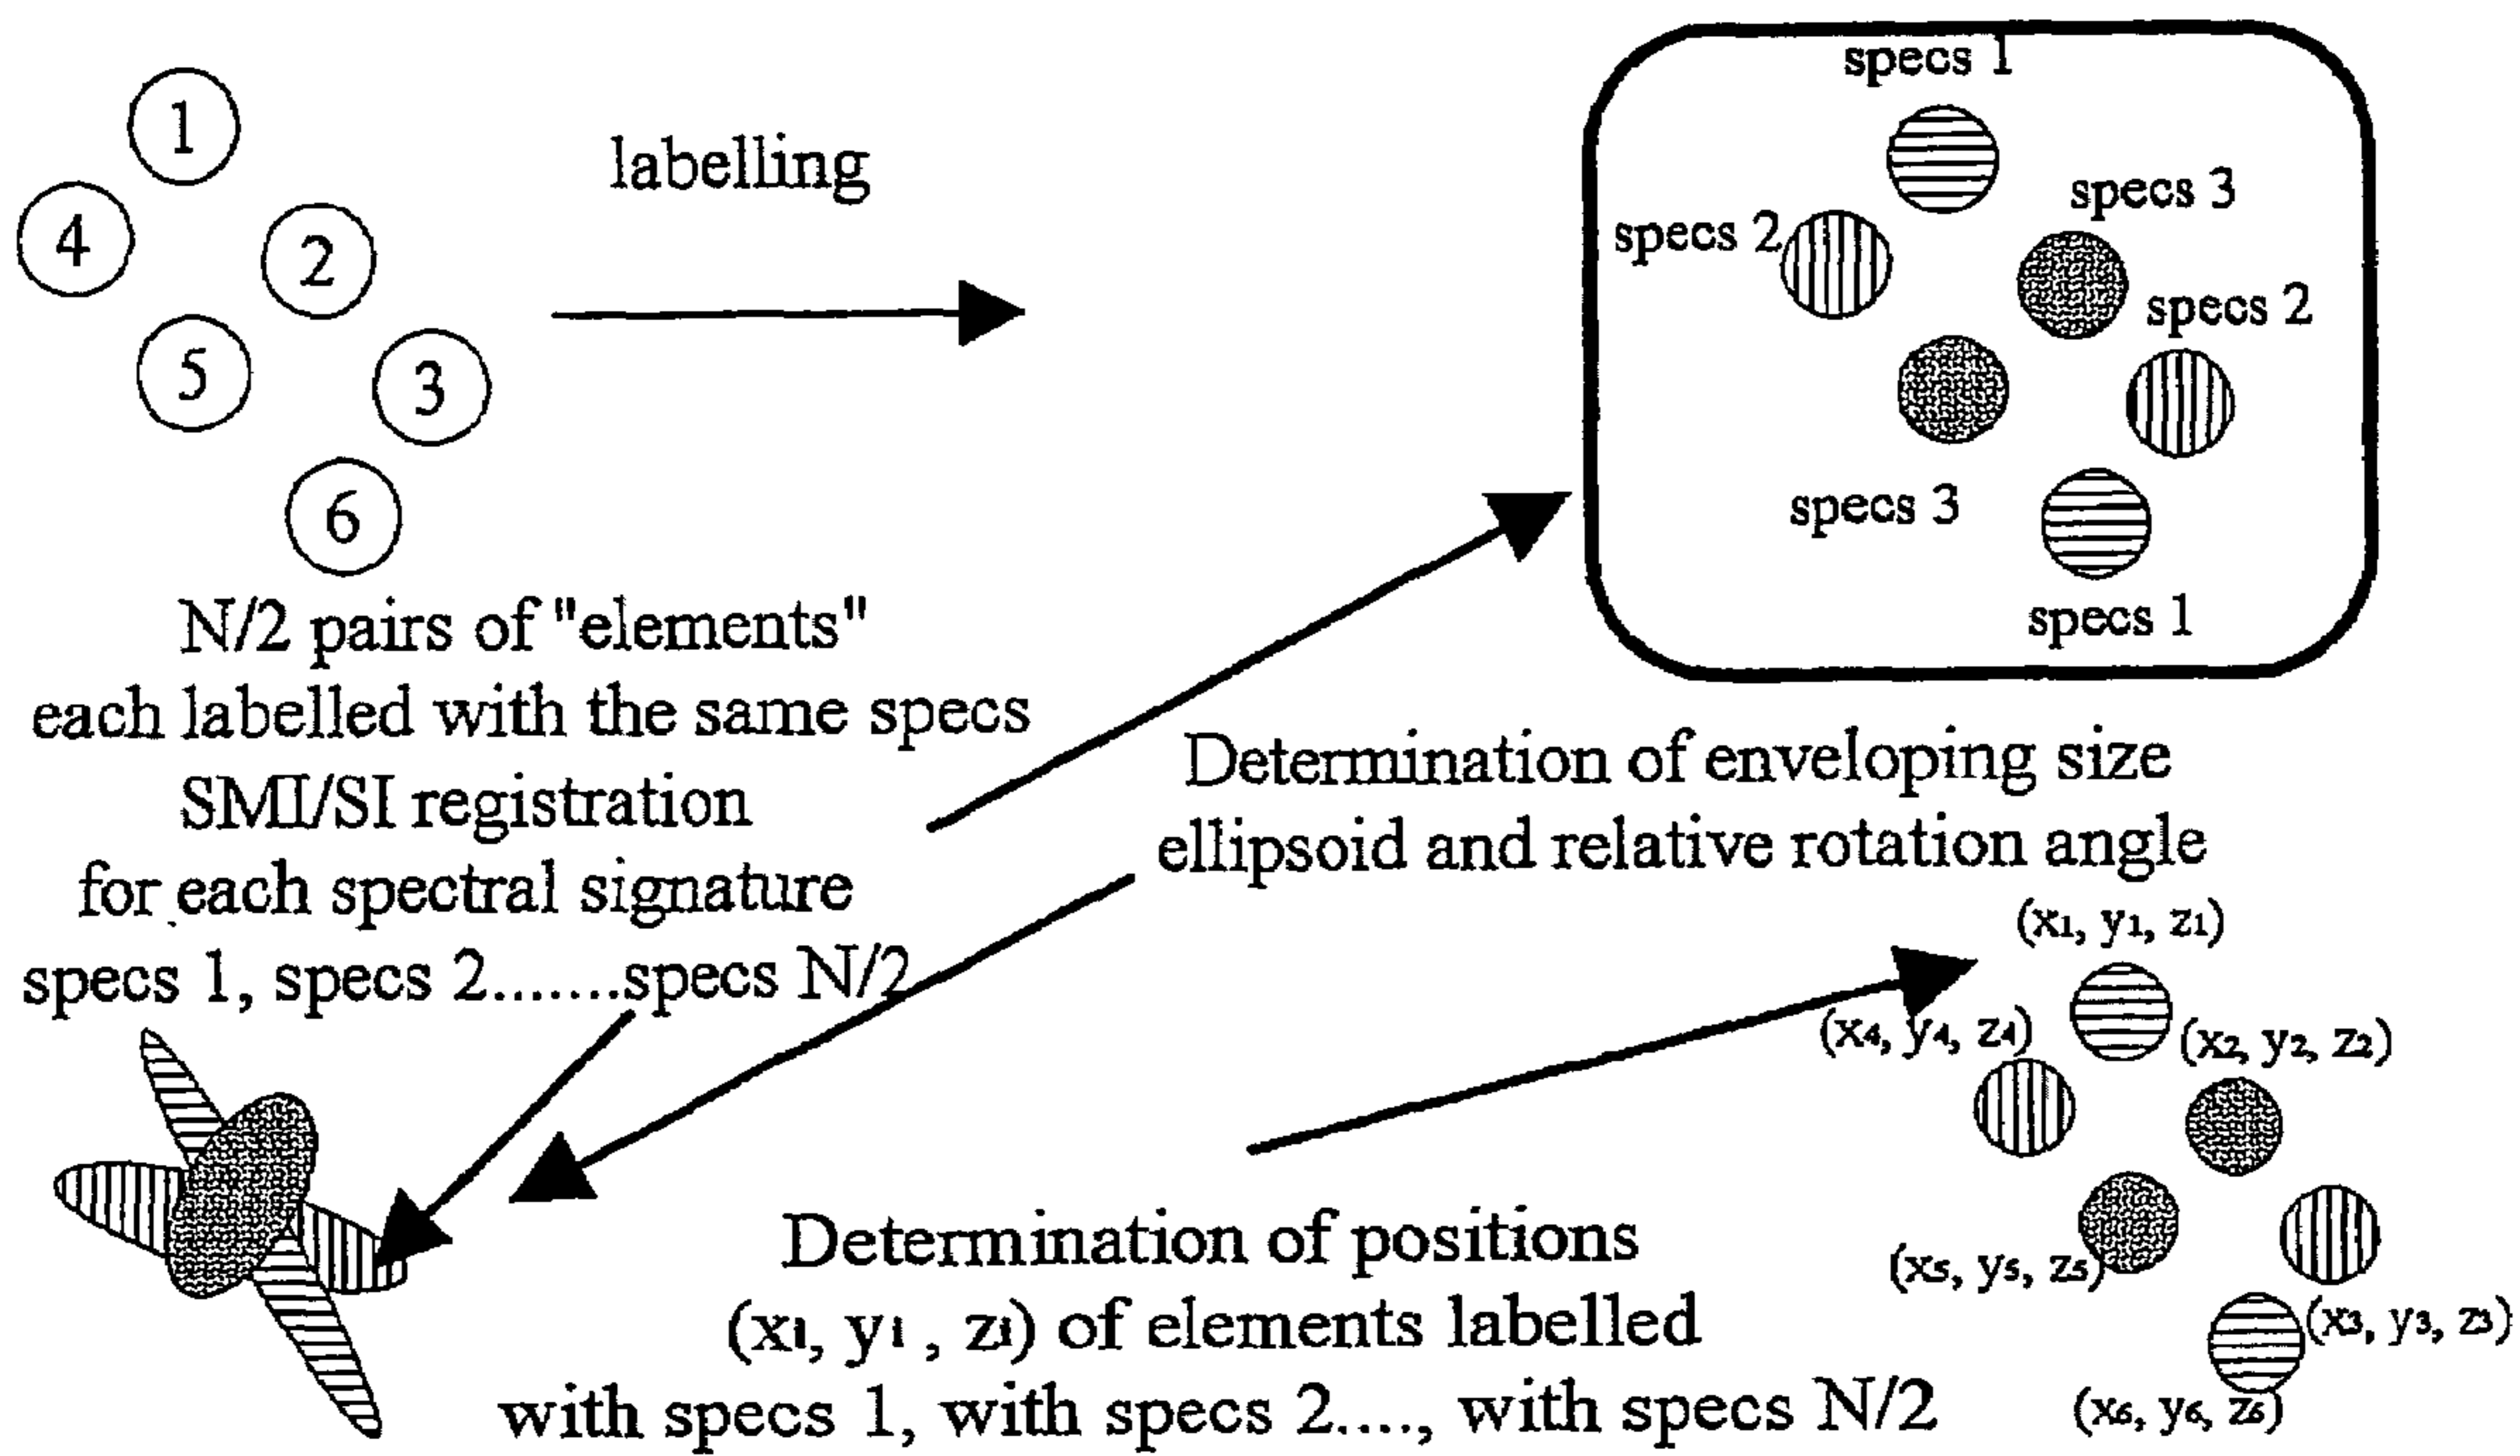 1
4
2
5
3
6
labelling
specs 1
specs 3
specs 2
specs 2
specs 3
specs 1
N/2 pairs of "elements"
each labelled with the same specs
SMI/SI registration
for each spectral signature
specs 1, specs 2.......specs N/2
Determination of enveloping size
ellipsoid and relative rotation angle
(x1, y1, z1)
(x4, y4, z4)
(x2, y2, z2)
(x5, y5, z5)
(x3, y3, z3)
(x6, y6, z6)
Determination of positions
(x1, y1 , z1) of elements labelled
with specs 1, with specs 2...., with specs N/2